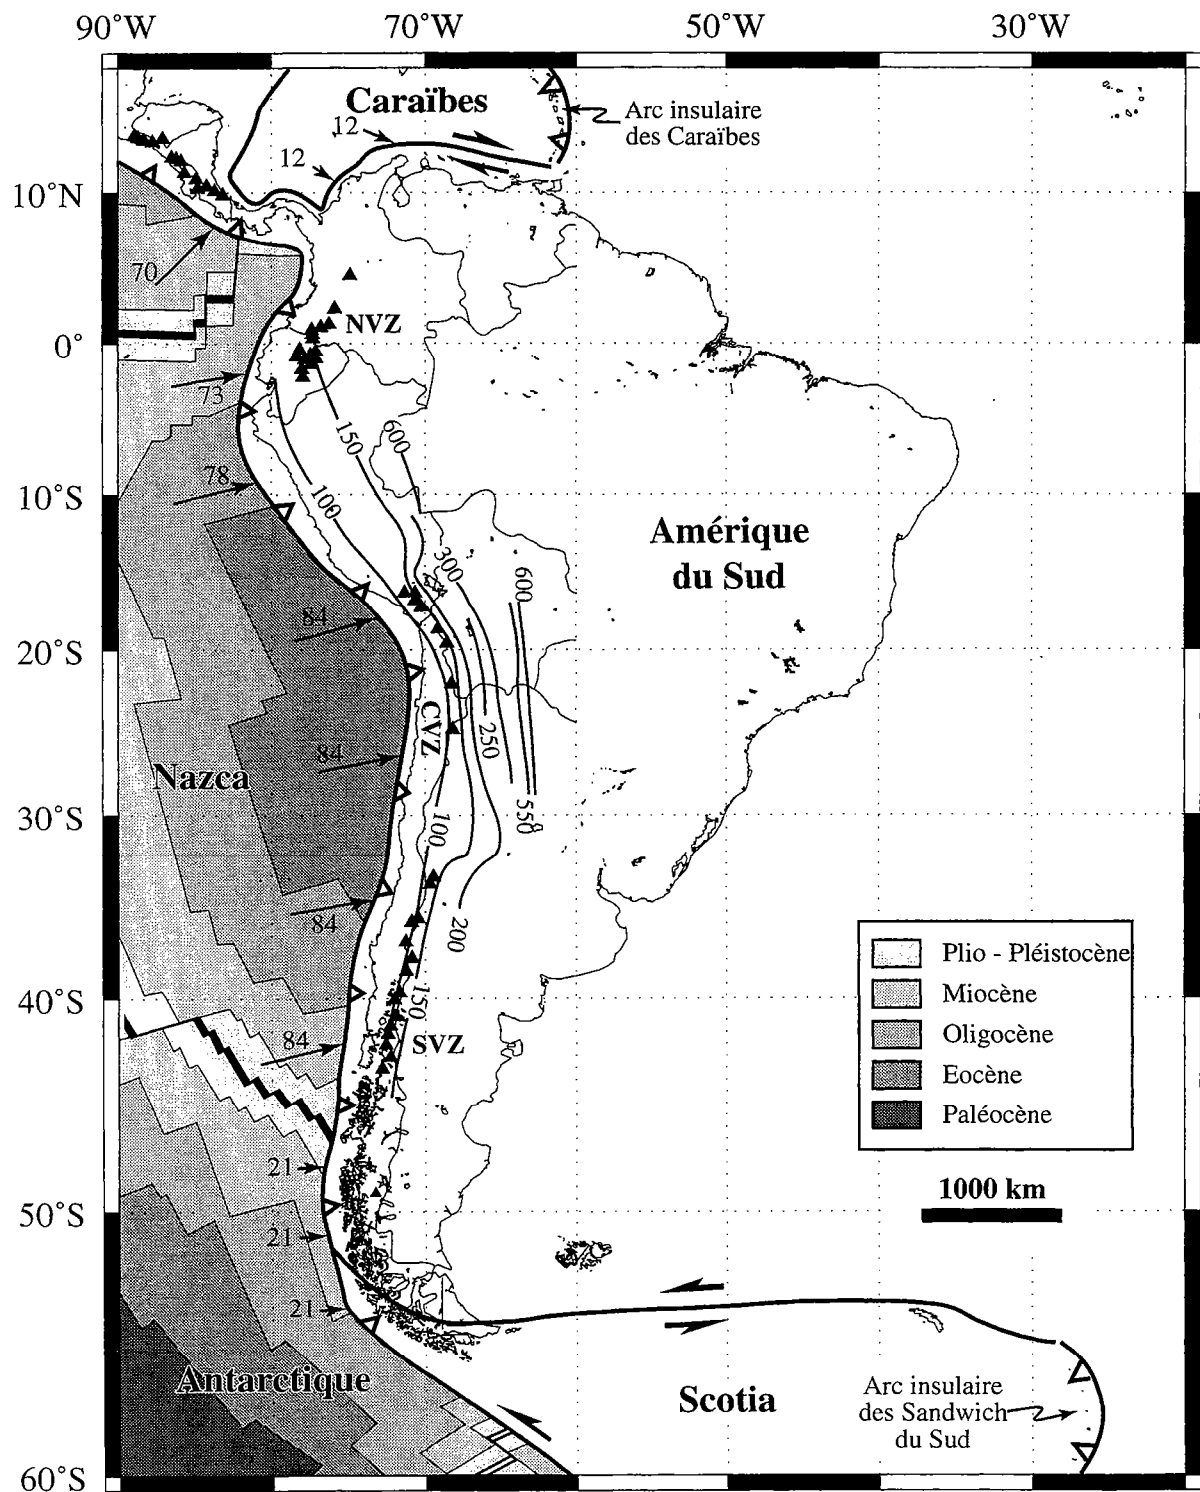 90°W 70°W 50°W 30°W
Caraïbes
Arc insulaire
des Caraïbes
12
12
10°N
70
NVZ
0°
73
150
600
78
100
10°S
Amérique
du Sud
300
600
84
20°S
CVZ
250
84
Nazca
550
30°S
100
84
200
Plio - Pléistocène
Miocène
Oligocène
Eocène
Paléocène
40°S
150
84
SVZ
21
1000 km
50°S
21
21
Antarctique
Scotia
Arc insulaire
des Sandwich
du Sud
60°S